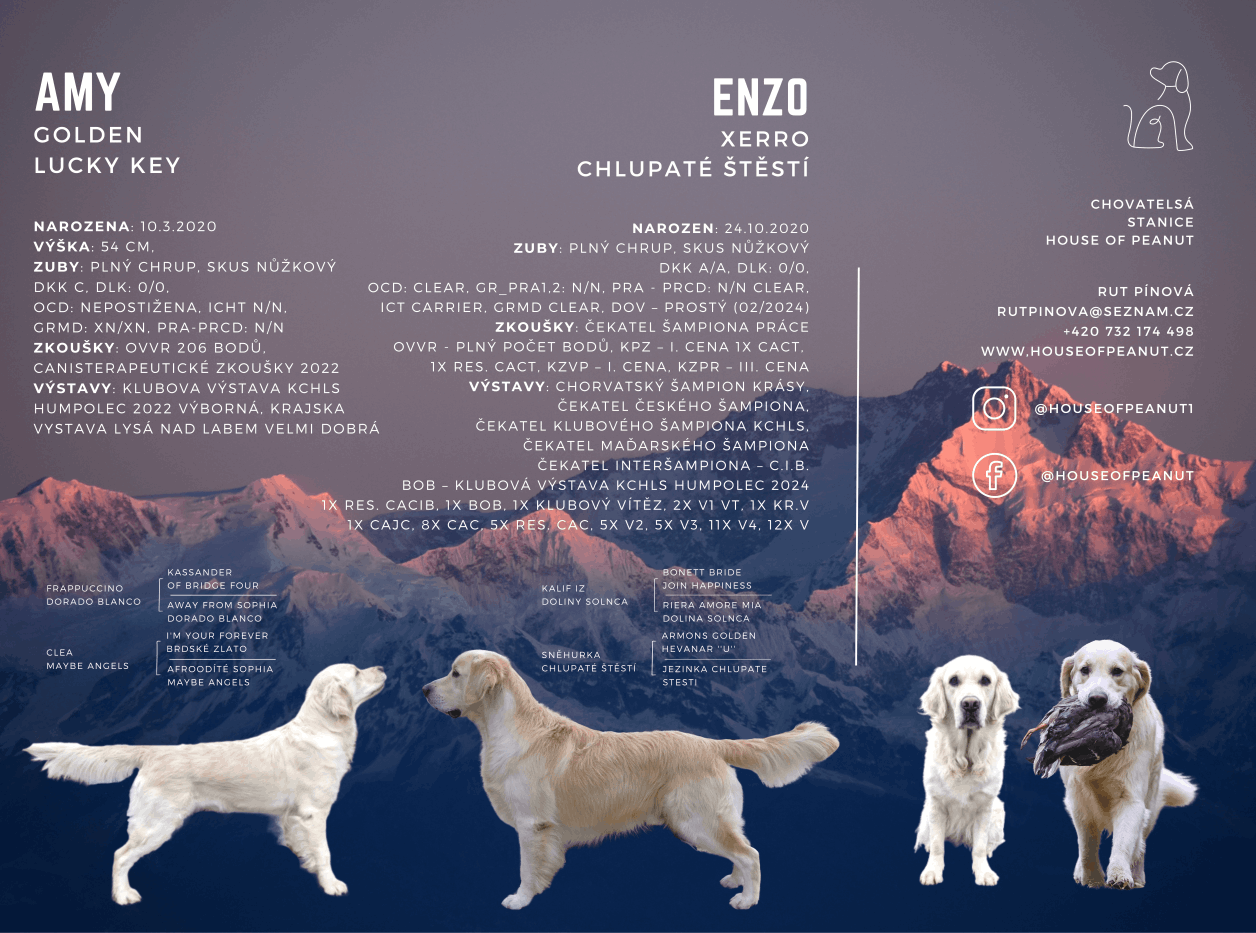 AMY
GOLDEN
LUCKY KEY
NAROZENA: 10.3.2020
VÝŠKA: 54 CM,
ZUBY: PLNÝ CHRUP, SKUS NŮŽKOVÝ
DKK C, DLK: 0/0,
OCD: NEPOSTIŽENA, ICHT N/N,
GRMD: XN/XN, PRA-PRCD: N/N
ZKOUŠKY: OVVR 206 BODŮ,
CANISTERAPEUTICKÉ ZKOUŠKY 2022
VÝSTAVY: KLUBOVA VÝSTAVA KCHLS
HUMPOLEC 2022 VÝBORNÁ, KRAJSKA
VYSTAVA LYSÁ NAD LABEM VELMI DOBRÁ
FRAPPUCCINO
DORADO BLANCO
KASSANDER
OF BRIDGE FOUR
AWAY FROM SOPHIA
DORADO BLANCO
CLEA
MAYBE ANGELS
I'M YOUR FOREVER
BRDSKÉ ZLATO
AFROODÍTÉ SOPHIA
MAYBE ANGELS
ENZO
XERRO
CHLUPATÉ ŠTĚSTÍ
NAROZEN: 24.10.2020
ZUBY: PLNÝ CHRUP, SKUS NŮŽKOVÝ
DKK A/A, DLK: 0/0,
OCD: CLEAR, GR_PRA1,2: N/N, PRA - PRCD: N/N CLEAR,
ICT CARRIER, GRMD CLEAR, DOV – PROSTÝ (02/2024)
ZKOUŠKY: ČEKATEL ŠAMPIONA PRÁCE
OVVR - PLNÝ POČET BODŮ, KPZ – I. CENA 1X CACT,
1X RES. CACT, KZVP – I. CENA, KZPR – III. CENA
VÝSTAVY: CHORVATSKÝ ŠAMPION KRÁSY,
ČEKATEL ČESKÉHO ŠAMPIONA,
ČEKATEL KLUBOVÉHO ŠAMPIONA KCHLS,
ČEKATEL MAĎARSKÉHO ŠAMPIONA
ČEKATEL INTERŠAMPIONA – C.I.B.
BOB – KLUBOVÁ VÝSTAVA KCHLS HUMPOLEC 2024
1X RES. CACIB, 1X BOB, 1X KLUBOVÝ VÍTĚZ, 2X V1 VT, 1X KR.V
1X CAJC, 8X CAC, 5X RES. CAC, 5X V2, 5X V3, 11X V4, 12X V
KALIF IZ
DOLINY SOLNCA
BONETT BRIDE
JOIN HAPPINESS
RIERA AMORE MIA
DOLINA SOLNCA
SNĚHURKA
CHLUPATÉ ŠTĚSTÍ
ARMONS GOLDEN
HEVANAR ''U''
JEZINKA CHLUPATE
STESTI
CHOVATELSÁ
STANICE
HOUSE OF PEANUT
RUT PÍNOVÁ
RUTPINOVA@SEZNAM.CZ
+420 732 174 498
WWW,HOUSEOFPEANUT.CZ
@HOUSEOFPEANUT1
@HOUSEOFPEANUT